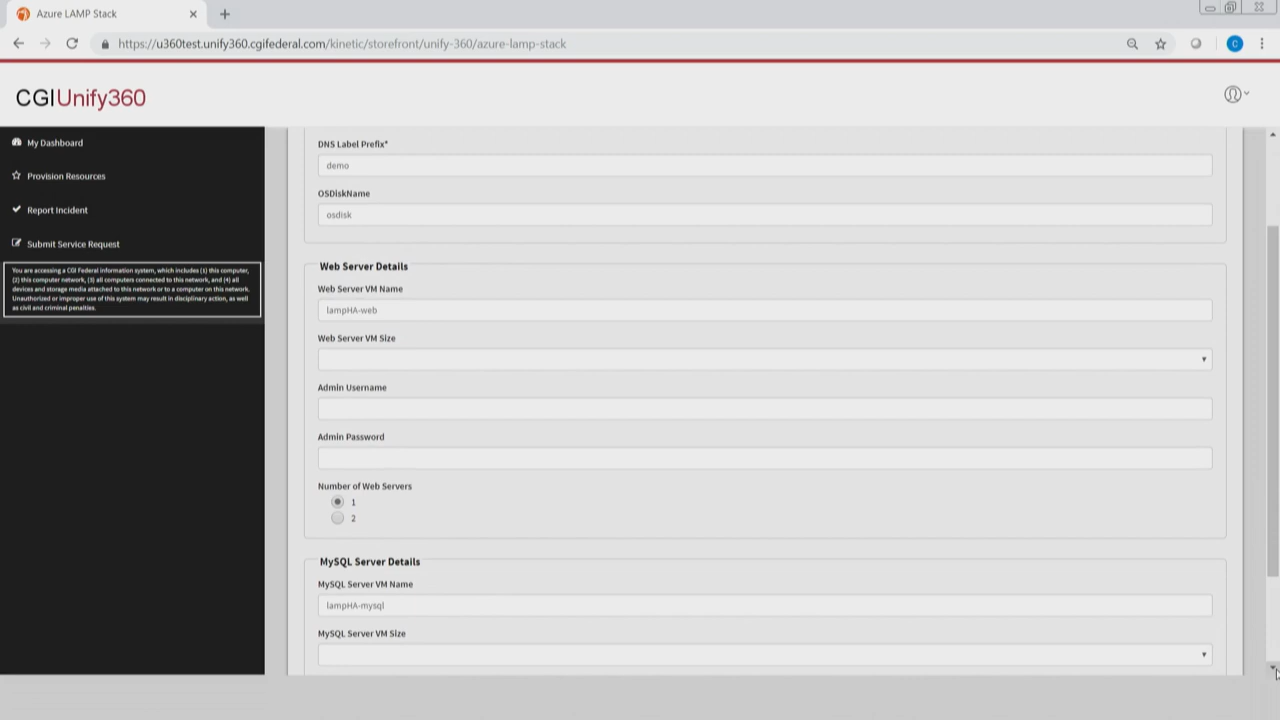 Azure LAMP Stack
https://u360test.unify360.cgifederal.com/kinetic/storefront/unify-360/azure-lamp-stack
C
CGIUnify360
My Dashboard
Provision Resources
Report Incident
Submit Service Request
You are accessing a CGI Federal information system, which includes (1) this computer,
(2) this computer network, (3) all computers connected to this network, and (4) all
devices and storage media attached to this network or to a computer on this network.
Unauthorized or improper use of this system may result in disciplinary action, as well
as civil and criminal penalties.
DNS Label Prefix*
demo
OSDiskName
osdisk
Web Server Details
Web Server VM Name
lampHA-web
Web Server VM Size
Admin Username
Admin Password
Number of Web Servers
1
2
MySQL Server Details
MySQL Server VM Name
lampHA-mysql
MySQL Server VM Size